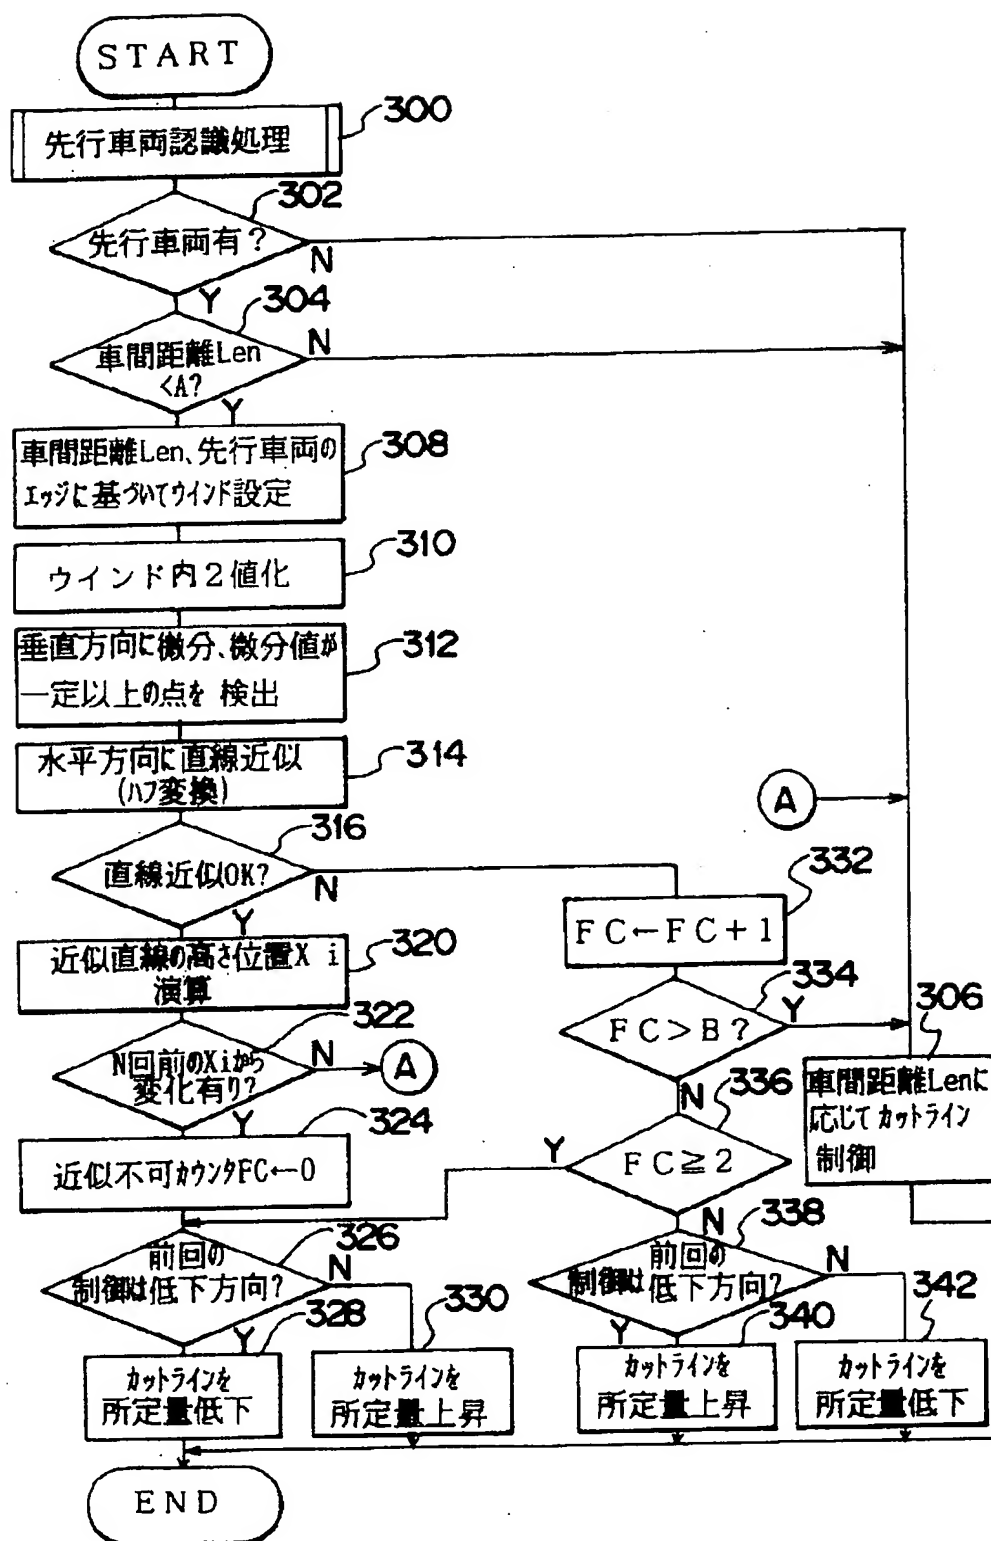 START
300
先行車両認識処理
302
先行車両有?
N
Y
304
車間距離Len
<A?
N
Y
車間距離Len、先行車両の
エッジに基づいてウインド設定
308
ウインド内2値化
310
垂直方向に微分、微分値が
一定以上の点を 検出
312
水平方向に直線近似
(ハフ変換)
314
A
316
直線近似OK?
N
Y
332
FC←FC+1
近似直線の高さ位置Xi
演算
320
334
FC>B?
Y
N
306
車間距離Lenに
応じてカットライン
制御
322
N回前のXiから
変化有り?
N
A
Y
324
近似不可カウンタFC←0
336
FC≧2
Y
N
326
前回の
制御は低下方向?
N
Y
338
前回の
制御は低下方向?
N
Y
328
カットラインを
所定量低下
330
カットラインを
所定量上昇
340
カットラインを
所定量上昇
342
カットラインを
所定量低下
END